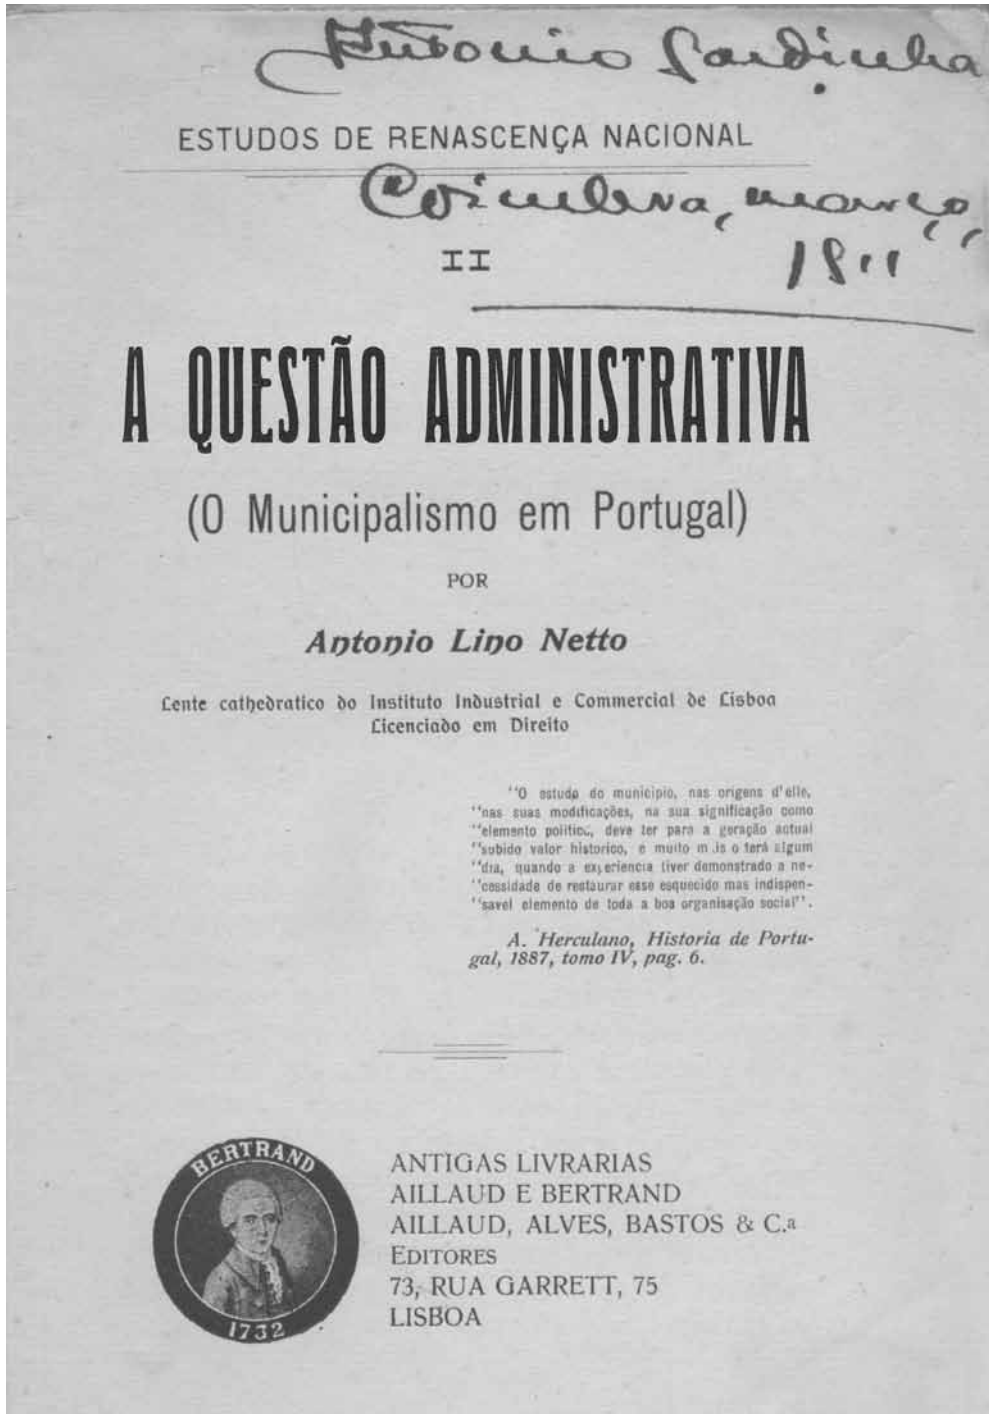 Antonio Sardinha
ESTUDOS DE RENASCENÇA NACIONAL
Coimbra, março,
1911
II
A QUESTÃO ADMINISTRATIVA
(O Municipalismo em Portugal)
POR
Antonio Lino Netto
Lente cathedratico do Instituto Industrial e Commercial de Lisboa
Licenciado em Direito
"O estudo do municipio, nas origens d'elle,
"nas suas modificações, na sua significação como
"elemento politico, deve ter para a geração actual
"subido valor historico, e muito m is o terá algum
"dia, quando a experiencia tiver demonstrado a ne-
"cessidade de restaurar esse esquecido mas indispen-
"savel elemento de toda a boa organisação social".
A. Herculano, Historia de Portu-
gal, 1887, tomo IV, pag. 6.
BERTRAND
1732
ANTIGAS LIVRARIAS
AILLAUD E BERTRAND
AILLAUD, ALVES, BASTOS & C.ª
EDITORES
73, RUA GARRETT, 75
LISBOA